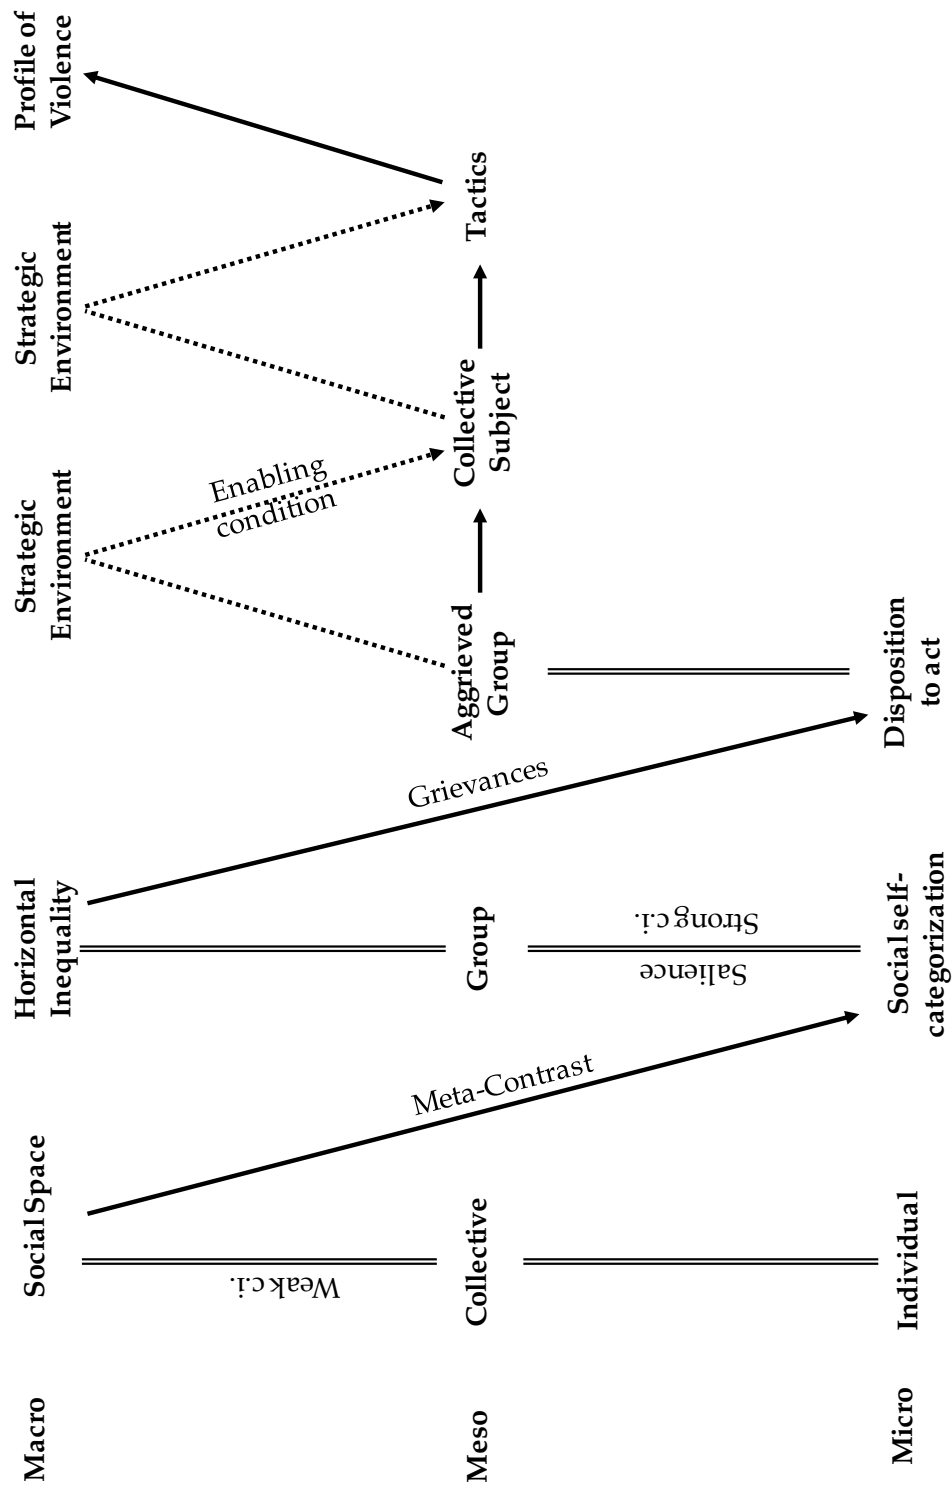 Macro
Social Space
Horizontal
Inequality
Strategic
Environment
Strategic
Environment
Profile of
Violence
Weak c.i.
Meta-Contrast
Grievances
Enabling
condition
Meso
Collective
Group
Aggrieved
Group
Collective
Subject
Tactics
Salience
Strong c.i.
Micro
Individual
Social self-
categorization
Disposition
to act